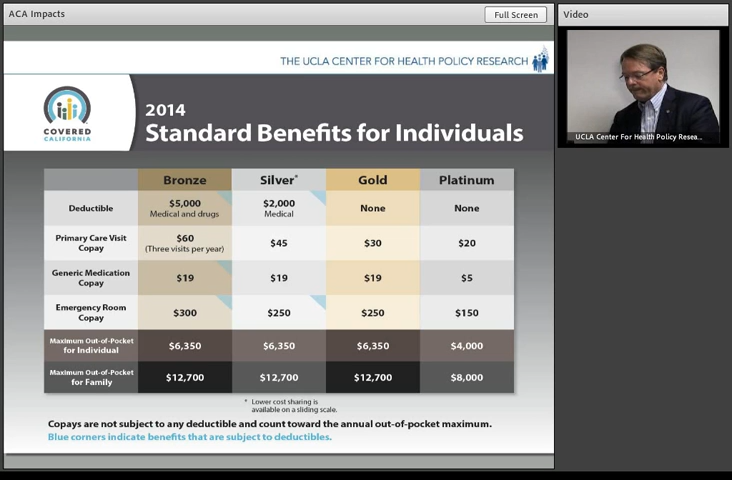 ACA Impacts
Full Screen
Video
THE UCLA CENTER FOR HEALTH POLICY RESEARCH
COVERED
CALIFORNIA
2014
Standard Benefits for Individuals
Bronze Silver* Gold Platinum
Deductible $5,000 Medical and drugs $2,000 Medical None None
Primary Care Visit Copay $60 (Three visits per year) $45 $30 $20
Generic Medication Copay $19 $19 $19 $5
Emergency Room Copay $300 $250 $250 $150
Maximum Out-of-Pocket for Individual $6,350 $6,350 $6,350 $4,000
Maximum Out-of-Pocket for Family $12,700 $12,700 $12,700 $8,000
* Lower cost sharing is
available on a sliding scale.
Copays are not subject to any deductible and count toward the annual out-of-pocket maximum.
Blue corners indicate benefits that are subject to deductibles.
UCLA Center For Health Policy Resea...